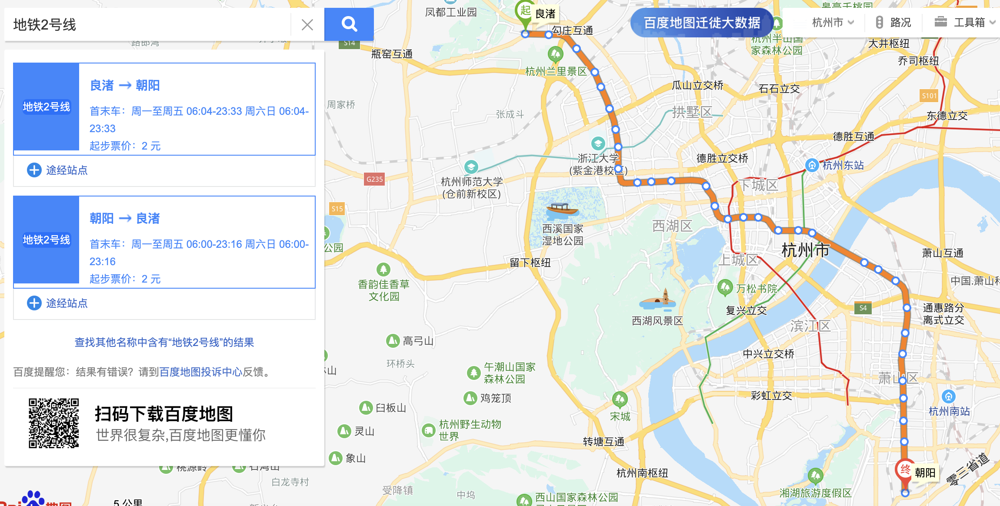 地铁2号线
良渚 → 朝阳
地铁2号线
首末车：周一至周五 06:04-23:33 周六日 06:04-
23:33
起步票价：2 元
途经站点
朝阳 → 良渚
地铁2号线
首末车：周一至周五 06:00-23:16 周六日 06:00-
23:16
起步票价：2 元
途经站点
查找其他名称中含有“地铁2号线”的结果
百度提醒您：结果有错误？请到百度地图投诉中心反馈。
扫码下载百度地图
世界很复杂,百度地图更懂你
百度地图迁徙大数据
杭州市
路况
工具箱
凤都工业园
起
良渚
勾庄互通
S14
瓶窑互通
杭州兰里景区
杭州半山国
家森林公园
大井枢纽
乔司枢纽
瓜山立交桥
石石立交
S101
周家桥
张成斗
拱墅区
东德立交
德胜互通
浙江大学
(紫金港校区)
德胜立交桥
杭州东站
杭州师范大学
(仓前新校区)
G235
下城区
S15
西溪国家
湿地公园
西湖区
公园
杭州市
萧山互通
留下枢纽
上城区
香韵佳香草
文化园
万松书院
复兴立交
S4
通惠路分
离式立交
西湖风景区
滨江区
高弓山
环桥头
中兴立交桥
午潮山国家
森林公园
萧山区
鸡笼顶
彩虹立交
臼板山
宋城
杭州南站
杭州野生动物
世界
灵山
转塘互通
象山
终
朝阳
零三省道
杭州南枢纽
白龙寺村
受降镇
中坞
西山国家森林公园
湘湖旅游度假区
5 公里